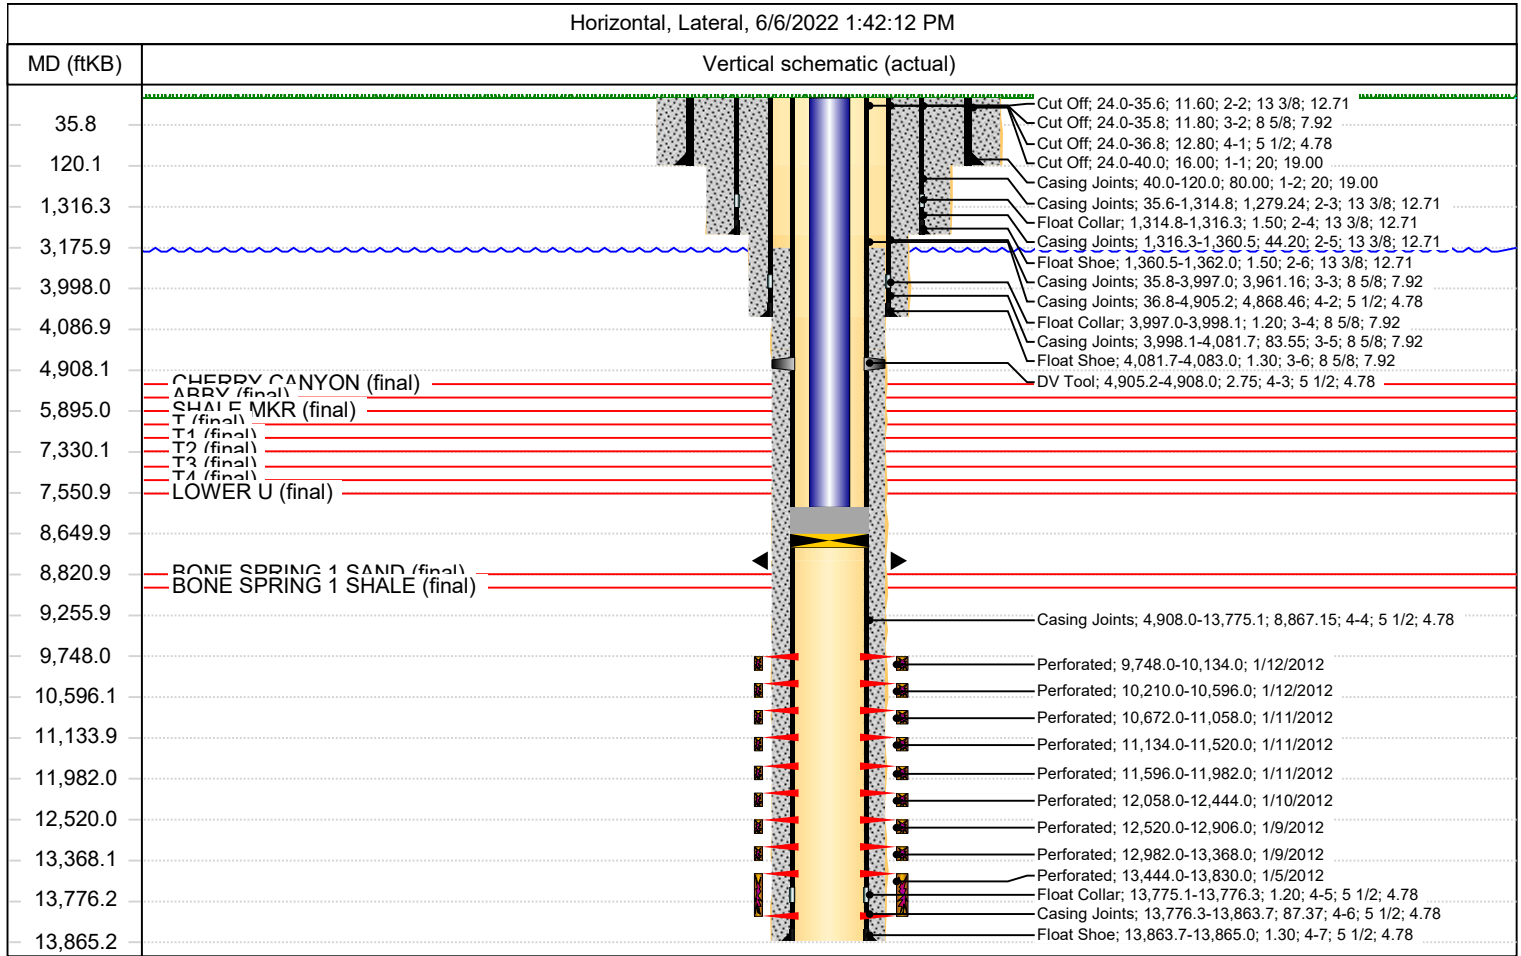 Horizontal, Lateral, 6/6/2022 1:42:12 PM
MD (ftKB)
Vertical schematic (actual)
35.8
120.1
1,316.3
3,175.9
3,998.0
4,086.9
4,908.1
5,895.0
7,330.1
7,550.9
8,649.9
8,820.9
9,255.9
9,748.0
10,596.1
11,133.9
11,982.0
12,520.0
13,368.1
13,776.2
13,865.2
CHERRY CANYON (final)
ABBY (final)
SHALE MKR (final)
T (final)
T1 (final)
T2 (final)
T3 (final)
T4 (final)
LOWER U (final)
BONE SPRING 1 SAND (final)
BONE SPRING 1 SHALE (final)
Cut Off; 24.0-35.6; 11.60; 2-2; 13 3/8; 12.71
Cut Off; 24.0-35.8; 11.80; 3-2; 8 5/8; 7.92
Cut Off; 24.0-36.8; 12.80; 4-1; 5 1/2; 4.78
Cut Off; 24.0-40.0; 16.00; 1-1; 20; 19.00
Casing Joints; 40.0-120.0; 80.00; 1-2; 20; 19.00
Casing Joints; 35.6-1,314.8; 1,279.24; 2-3; 13 3/8; 12.71
Float Collar; 1,314.8-1,316.3; 1.50; 2-4; 13 3/8; 12.71
Casing Joints; 1,316.3-1,360.5; 44.20; 2-5; 13 3/8; 12.71
Float Shoe; 1,360.5-1,362.0; 1.50; 2-6; 13 3/8; 12.71
Casing Joints; 35.8-3,997.0; 3,961.16; 3-3; 8 5/8; 7.92
Casing Joints; 36.8-4,905.2; 4,868.46; 4-2; 5 1/2; 4.78
Float Collar; 3,997.0-3,998.1; 1.20; 3-4; 8 5/8; 7.92
Casing Joints; 3,998.1-4,081.7; 83.55; 3-5; 8 5/8; 7.92
Float Shoe; 4,081.7-4,083.0; 1.30; 3-6; 8 5/8; 7.92
DV Tool; 4,905.2-4,908.0; 2.75; 4-3; 5 1/2; 4.78
Casing Joints; 4,908.0-13,775.1; 8,867.15; 4-4; 5 1/2; 4.78
Perforated; 9,748.0-10,134.0; 1/12/2012
Perforated; 10,210.0-10,596.0; 1/12/2012
Perforated; 10,672.0-11,058.0; 1/11/2012
Perforated; 11,134.0-11,520.0; 1/11/2012
Perforated; 11,596.0-11,982.0; 1/11/2012
Perforated; 12,058.0-12,444.0; 1/10/2012
Perforated; 12,520.0-12,906.0; 1/9/2012
Perforated; 12,982.0-13,368.0; 1/9/2012
Perforated; 13,444.0-13,830.0; 1/5/2012
Float Collar; 13,775.1-13,776.3; 1.20; 4-5; 5 1/2; 4.78
Casing Joints; 13,776.3-13,863.7; 87.37; 4-6; 5 1/2; 4.78
Float Shoe; 13,863.7-13,865.0; 1.30; 4-7; 5 1/2; 4.78